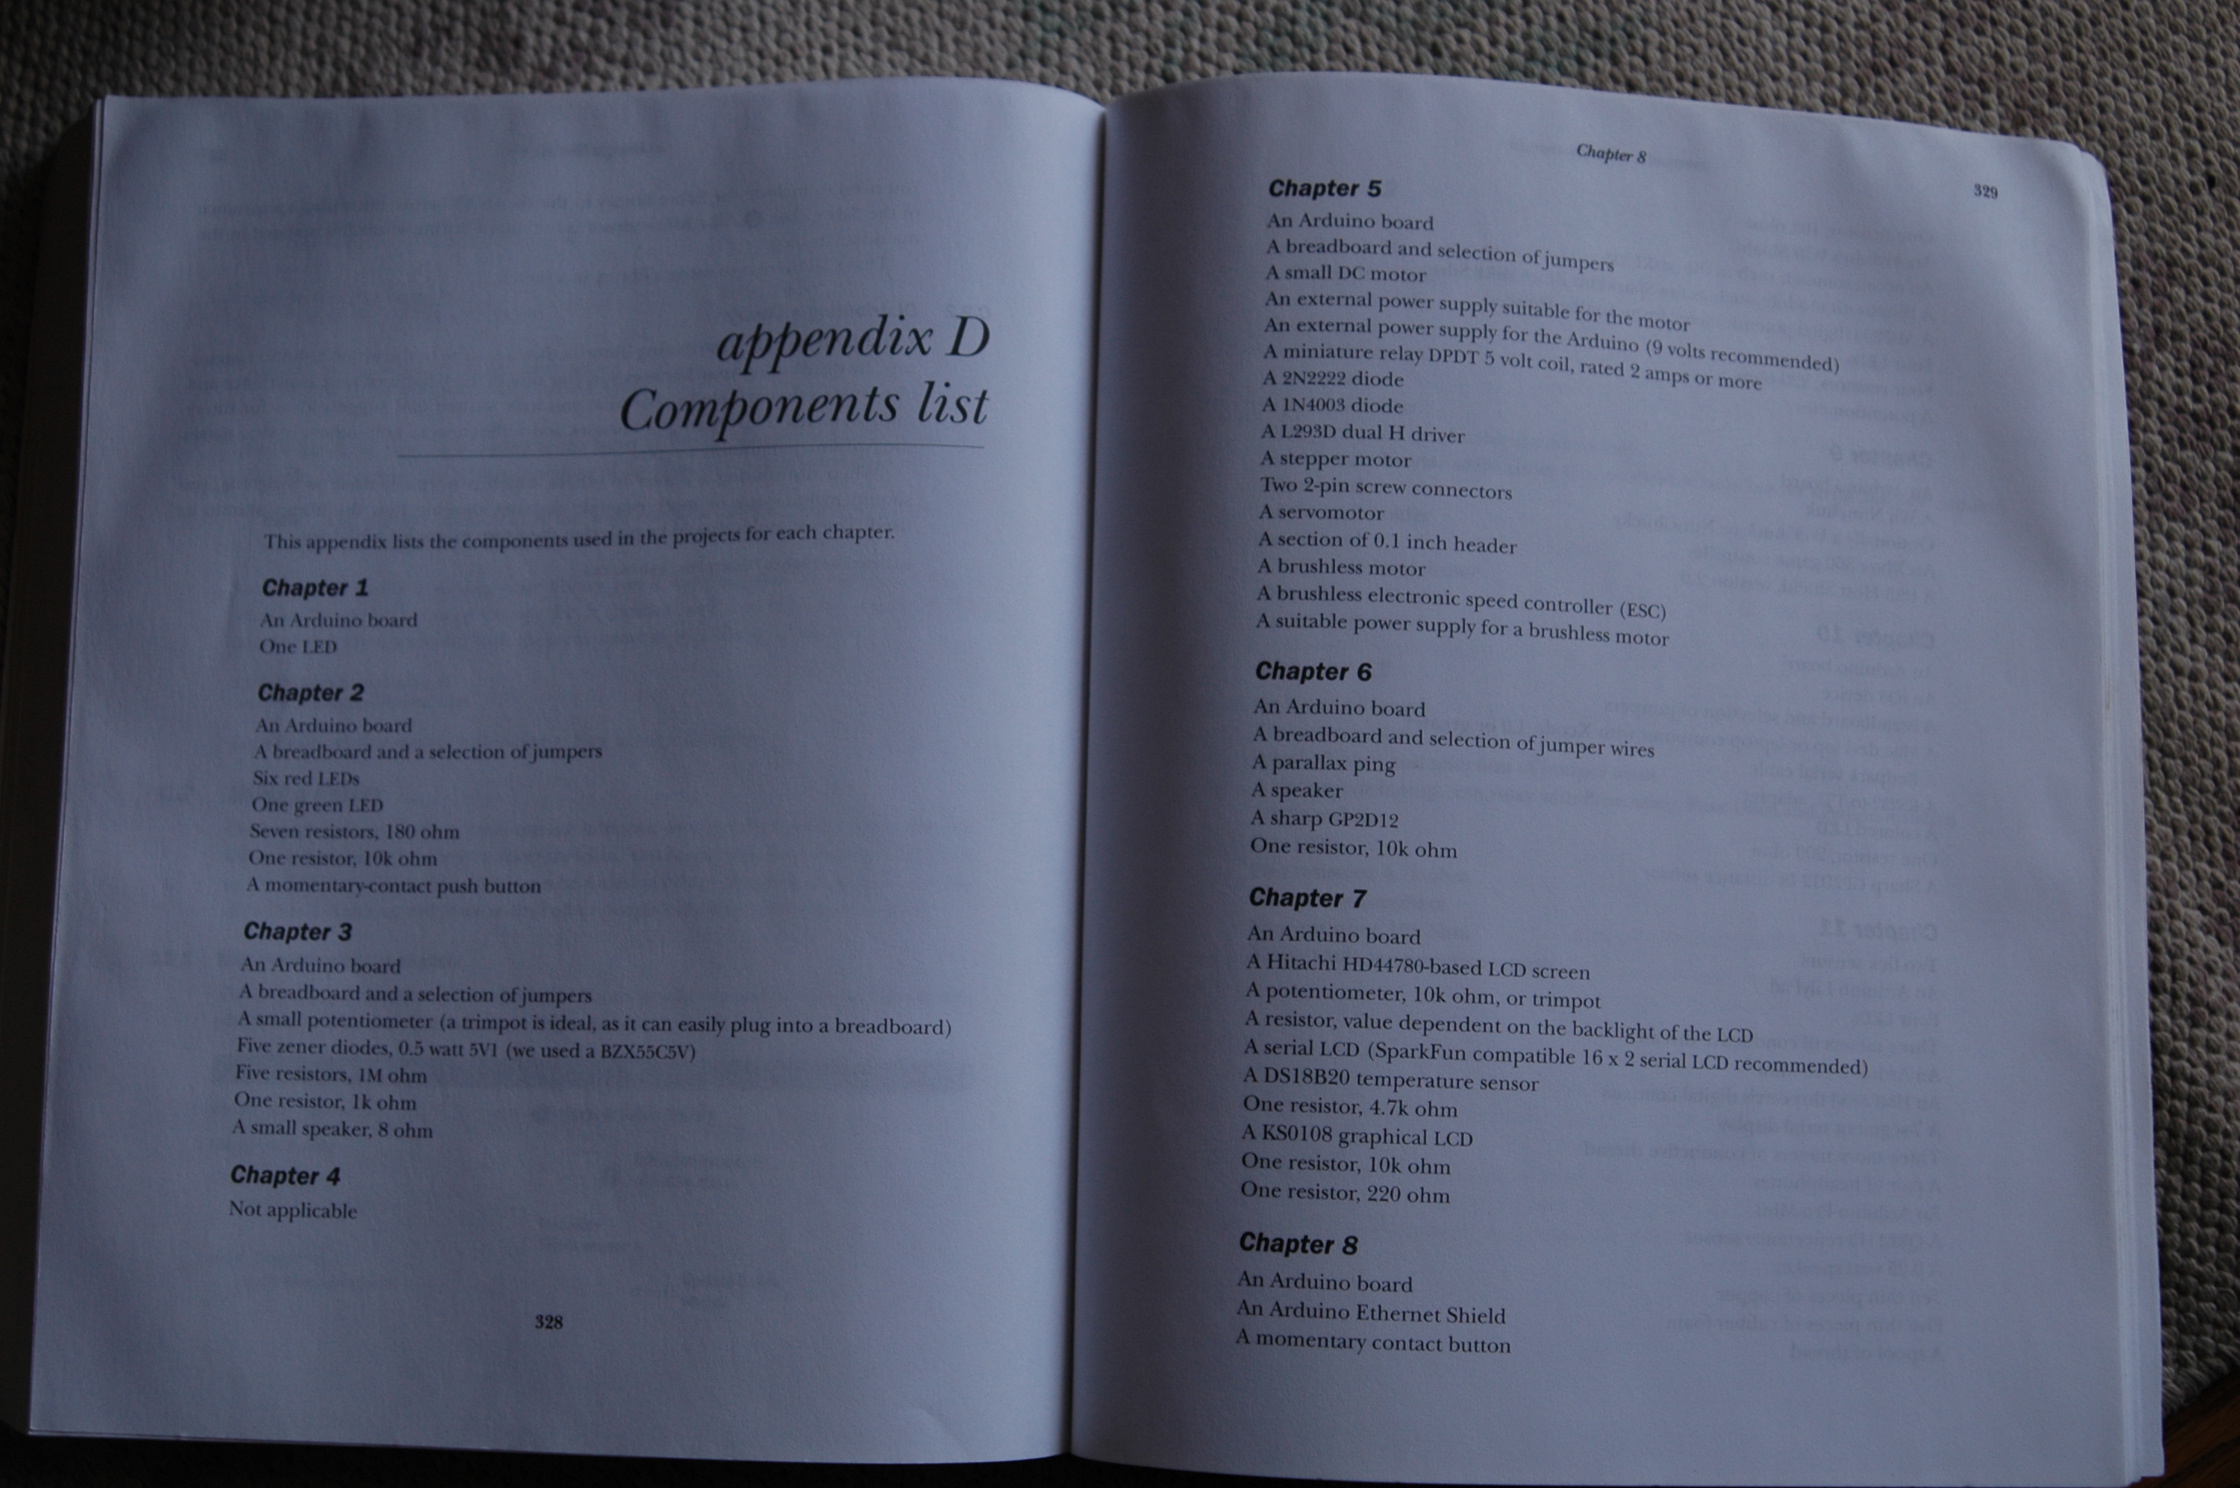 appendix D
Components list
This appendix lists the components used in the projects for each chapter.
Chapter 1
An Arduino board
One LED
Chapter 2
An Arduino board
A breadboard and a selection of jumpers
Six red LEDs
One green LED
Seven resistors, 180 ohm
One resistor, 10k ohm
A momentary-contact push button
Chapter 3
An Arduino board
A breadboard and a selection of jumpers
A small potentiometer (a trimpot is ideal, as it can easily plug into a breadboard)
Five zener diodes, 0.5 watt 5V1 (we used a BZX55C5V)
Five resistors, 1M ohm
One resistor, 1k ohm
A small speaker, 8 ohm
Chapter 4
Not applicable
328
Chapter 8
329
Chapter 5
An Arduino board
A breadboard and selection of jumpers
A small DC motor
An external power supply suitable for the motor
An external power supply for the Arduino (9 volts recommended)
A miniature relay DPDT 5 volt coil, rated 2 amps or more
A 2N2222 diode
A 1N4003 diode
A L293D dual H driver
A stepper motor
Two 2-pin screw connectors
A servomotor
A section of 0.1 inch header
A brushless motor
A brushless electronic speed controller (ESC)
A suitable power supply for a brushless motor
Chapter 6
An Arduino board
A breadboard and selection of jumper wires
A parallax ping
A speaker
A sharp GP2D12
One resistor, 10k ohm
Chapter 7
An Arduino board
A Hitachi HD44780-based LCD screen
A potentiometer, 10k ohm, or trimpot
A resistor, value dependent on the backlight of the LCD
A serial LCD (SparkFun compatible 16 x 2 serial LCD recommended)
A DS18B20 temperature sensor
One resistor, 4.7k ohm
A KS0108 graphical LCD
One resistor, 10k ohm
One resistor, 220 ohm
Chapter 8
An Arduino board
An Arduino Ethernet Shield
A momentary contact button